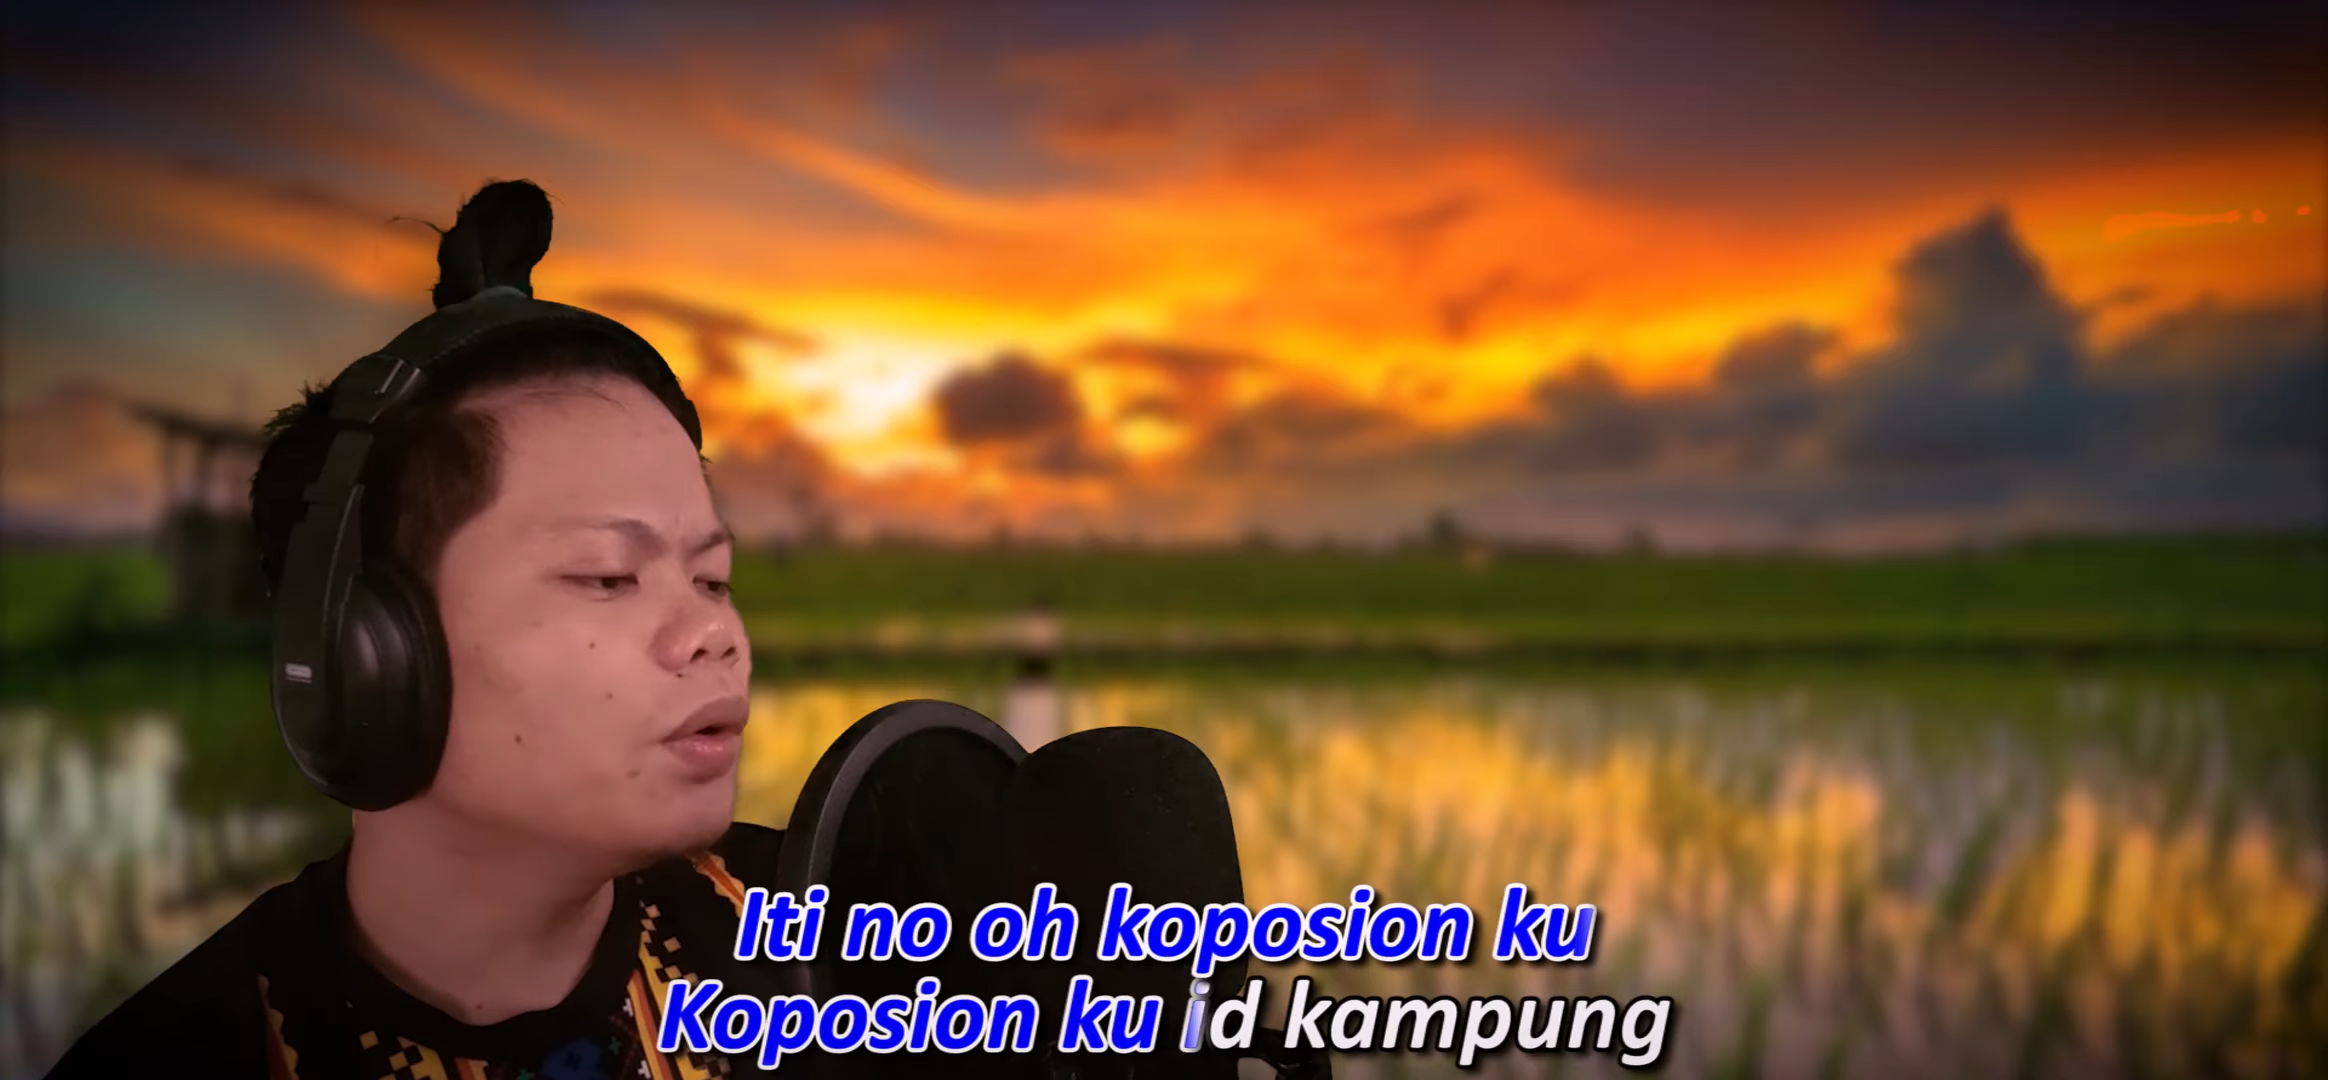 Iti no oh koposion ku
Koposion ku id kampung